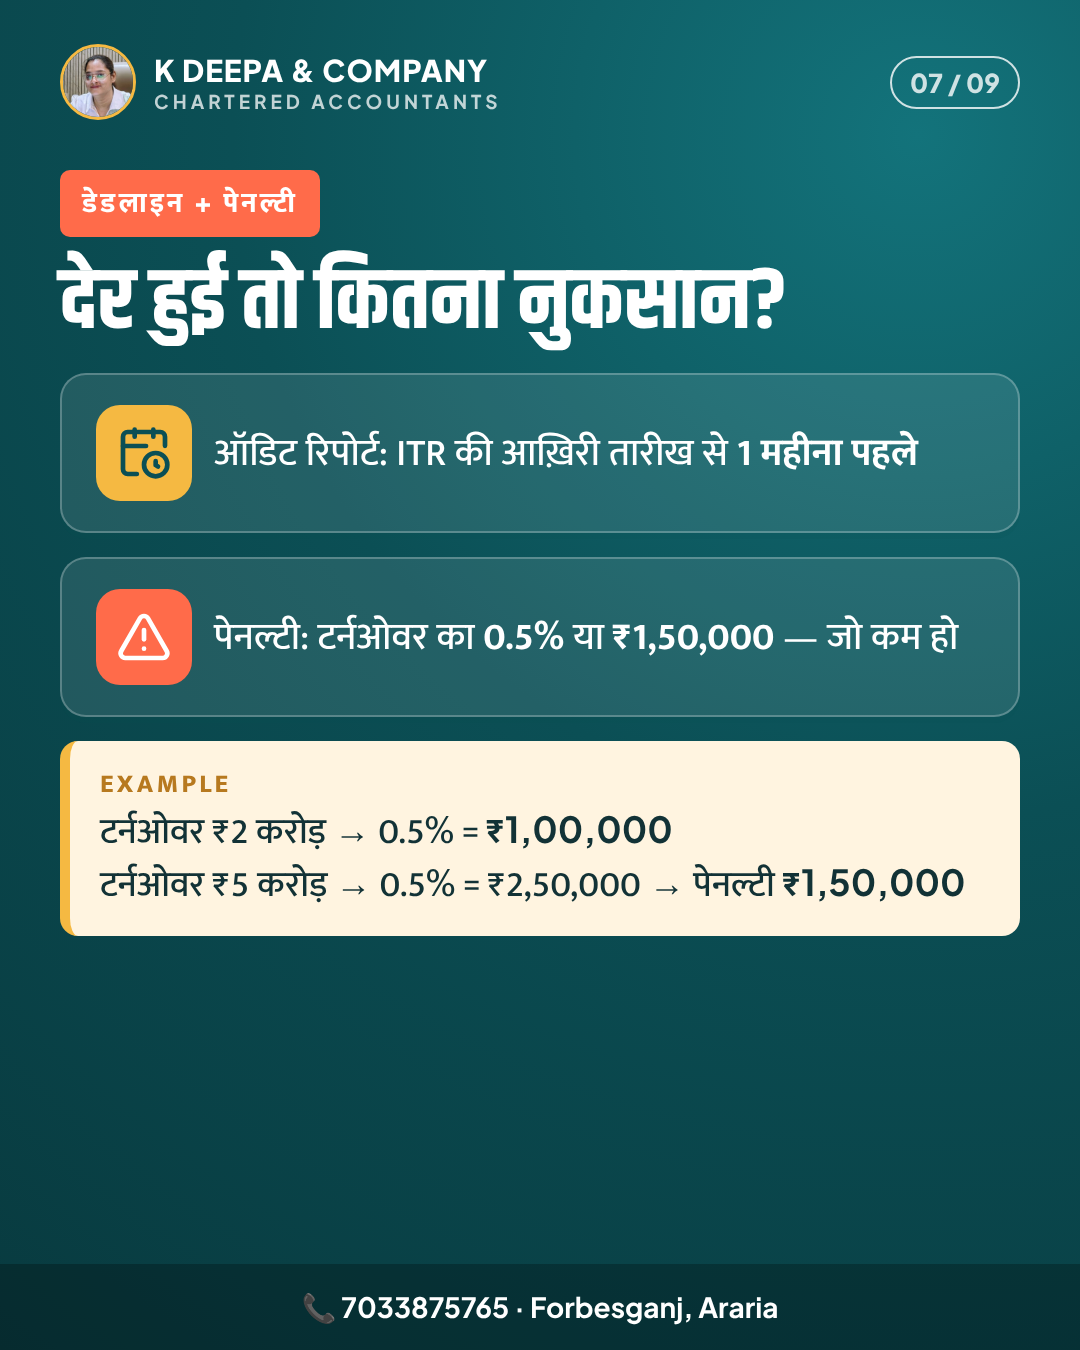 K DEEPA & COMPANY
CHARTERED ACCOUNTANTS
07 / 09
डेडलाइन + पेनल्टी
देर हुई तो कितना नुकसान?
ऑडिट रिपोर्ट: ITR की आख़िरी तारीख से 1 महीना पहले
पेनल्टी: टर्नओवर का 0.5% या ₹1,50,000 — जो कम हो
EXAMPLE
टर्नओवर ₹2 करोड़ → 0.5% = ₹1,00,000
टर्नओवर ₹5 करोड़ → 0.5% = ₹2,50,000 → पेनल्टी ₹1,50,000
📞 7033875765 · Forbesganj, Araria